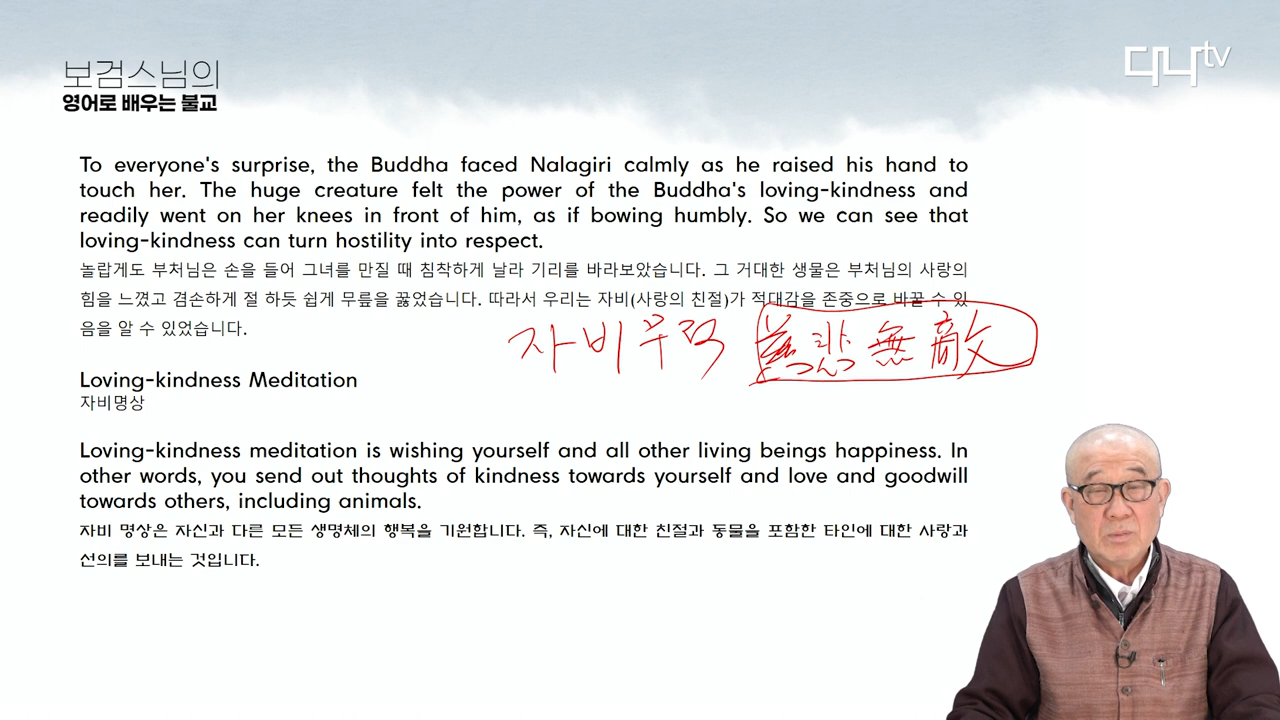 보검스님의
영어로 배우는 불교
다나tv
To everyone's surprise, the Buddha faced Nalagiri calmly as he raised his hand to
touch her. The huge creature felt the power of the Buddha's loving-kindness and
readily went on her knees in front of him, as if bowing humbly. So we can see that
loving-kindness can turn hostility into respect.
놀랍게도 부처님은 손을 들어 그녀를 만질 때 침착하게 날라 기리를 바라보았습니다. 그 거대한 생물은 부처님의 사랑의
힘을 느꼈고 겸손하게 절 하듯 쉽게 무릎을 꿇었습니다. 따라서 우리는 자비(사랑의 친절)가 적대감을 존중으로 바꿀 수 있
음을 알 수 있었습니다.
자비무적 慈悲無敵
Loving-kindness Meditation
자비명상
Loving-kindness meditation is wishing yourself and all other living beings happiness. In
other words, you send out thoughts of kindness towards yourself and love and goodwill
towards others, including animals.
자비 명상은 자신과 다른 모든 생명체의 행복을 기원합니다. 즉, 자신에 대한 친절과 동물을 포함한 타인에 대한 사랑과
선의를 보내는 것입니다.